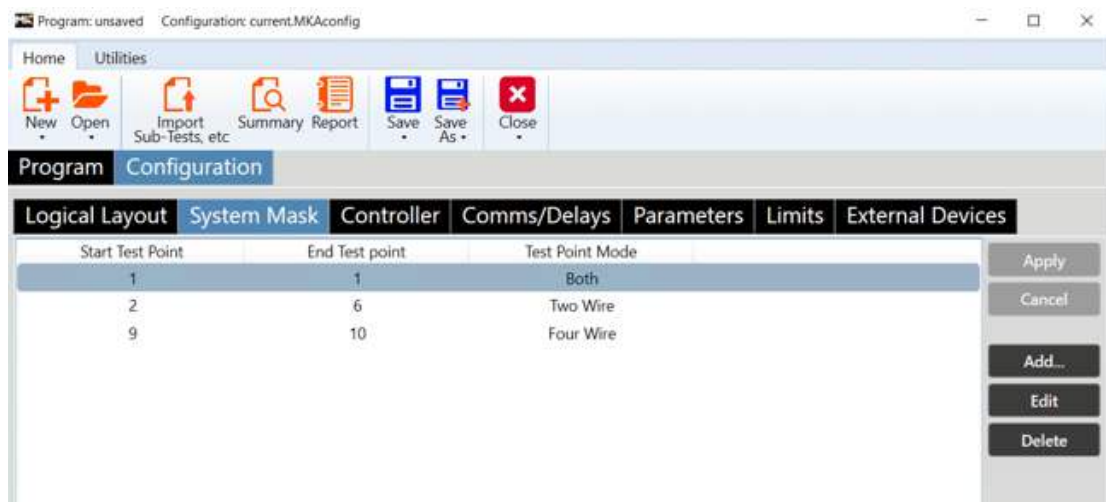 Program: unsaved Configuration: current.MKAconfig
Home Utilities
New Open Import Sub-Tests, etc Summary Report Save Save As Close
Program Configuration
Logical Layout System Mask Controller Comms/Delays Parameters Limits External Devices
Start Test Point End Test point Test Point Mode
1 1 Both
2 6 Two Wire
9 10 Four Wire
Apply
Cancel
Add...
Edit
Delete